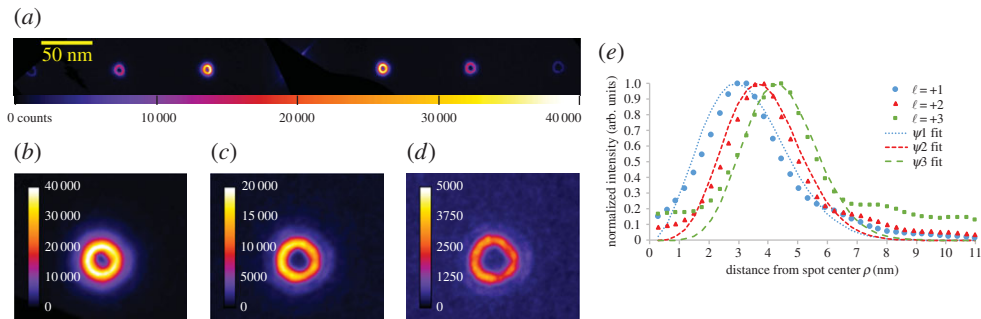 (a)
50 nm
0 counts 10 000 20 000 30 000 40 000
(b)
40 000
30 000
20 000
10 000
0
(c)
20 000
15 000
10 000
5000
0
(d)
5000
3750
2500
1250
0
(e)
normalized intensity (arb. units)
1.0
0.9
0.8
0.7
0.6
0.5
0.4
0.3
0.2
0.1
0
0 1 2 3 4 5 6 7 8 9 10 11
distance from spot center ρ (nm)
ℓ = +1
ℓ = +2
ℓ = +3
ψ1 fit
ψ2 fit
ψ3 fit